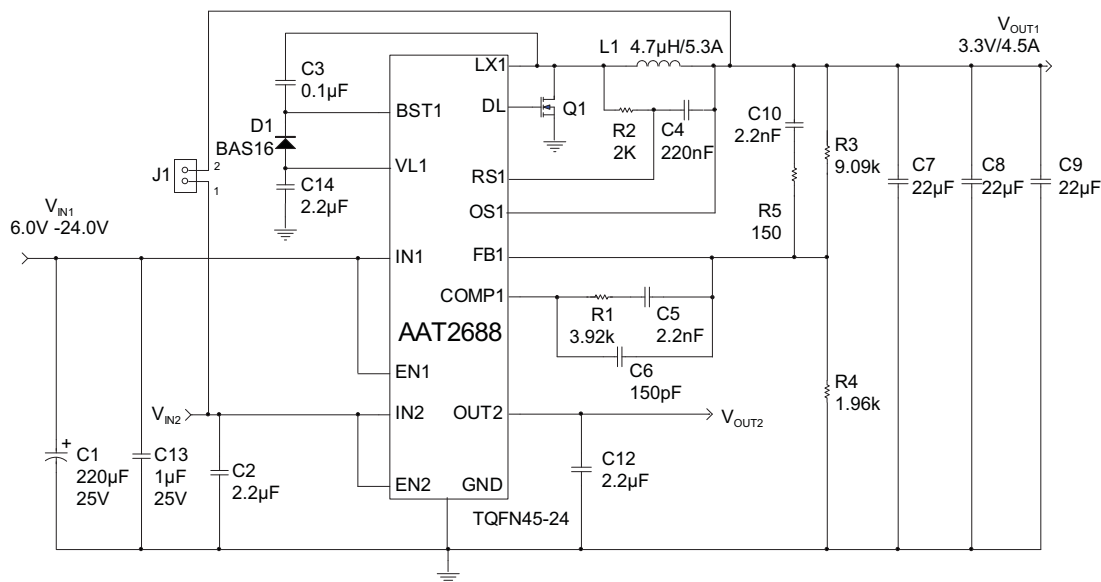 V_OUT1
3.3V/4.5A
L1 4.7μH/5.3A
C3
0.1μF
LX1
DL
Q1
BST1
D1
BAS16
R2
2K
C4
220nF
C10
2.2nF
R3
9.09k
J1
2
1
VL1
C14
2.2μF
RS1
C7
22μF
C8
22μF
C9
22μF
V_IN1
6.0V -24.0V
OS1
R5
150
IN1
FB1
COMP1
R1
3.92k
C5
2.2nF
AAT2688
C6
150pF
EN1
R4
1.96k
V_IN2
IN2
OUT2
V_OUT2
+
C1
220μF
25V
C13
1μF
25V
C2
2.2μF
C12
2.2μF
EN2
GND
TQFN45-24